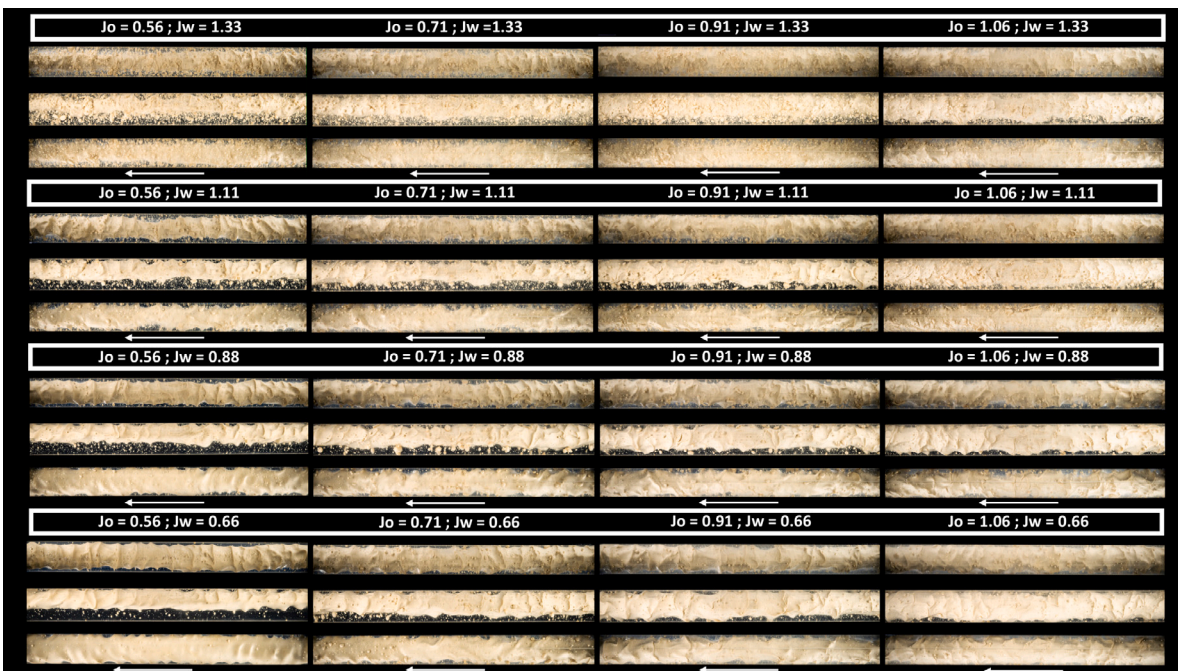 Jo = 0.56 ; Jw = 1.33 Jo = 0.71 ; Jw =1.33 Jo = 0.91 ; Jw = 1.33 Jo = 1.06 ; Jw = 1.33
Jo = 0.56 ; Jw = 1.11 Jo = 0.71 ; Jw = 1.11 Jo = 0.91 ; Jw = 1.11 Jo = 1.06 ; Jw = 1.11
Jo = 0.56 ; Jw = 0.88 Jo = 0.71 ; Jw = 0.88 Jo = 0.91 ; Jw = 0.88 Jo = 1.06 ; Jw = 0.88
Jo = 0.56 ; Jw = 0.66 Jo = 0.71 ; Jw = 0.66 Jo = 0.91 ; Jw = 0.66 Jo = 1.06 ; Jw = 0.66